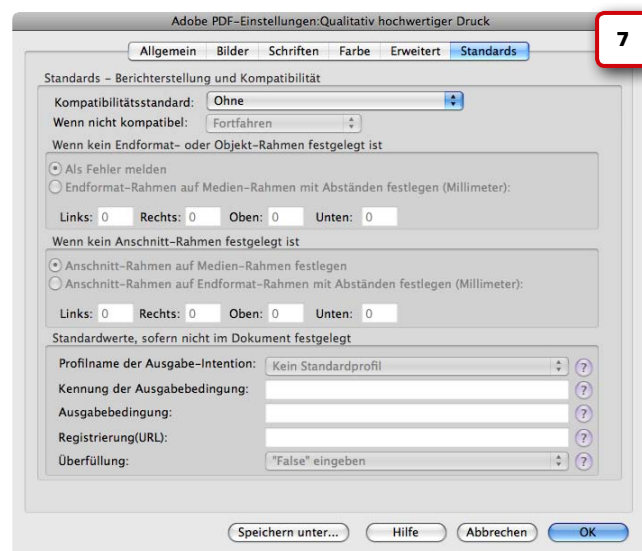 Adobe PDF-Einstellungen:Qualitativ hochwertiger Druck
7
Allgemein Bilder Schriften Farbe Erweitert Standards
Standards – Berichterstellung und Kompatibilität
Kompatibilitätsstandard: Ohne
Wenn nicht kompatibel: Fortfahren
Wenn kein Endformat- oder Objekt-Rahmen festgelegt ist
Als Fehler melden
Endformat-Rahmen auf Medien-Rahmen mit Abständen festlegen (Millimeter):
Links: 0 Rechts: 0 Oben: 0 Unten: 0
Wenn kein Anschnitt-Rahmen festgelegt ist
Anschnitt-Rahmen auf Medien-Rahmen festlegen
Anschnitt-Rahmen auf Endformat-Rahmen mit Abständen festlegen (Millimeter):
Links: 0 Rechts: 0 Oben: 0 Unten: 0
Standardwerte, sofern nicht im Dokument festgelegt
Profilname der Ausgabe-Intention: Kein Standardprofil ?
Kennung der Ausgabebedingung: ?
Ausgabebedingung: ?
Registrierung(URL): ?
Überfüllung: "False" eingeben ?
Speichern unter... Hilfe Abbrechen OK